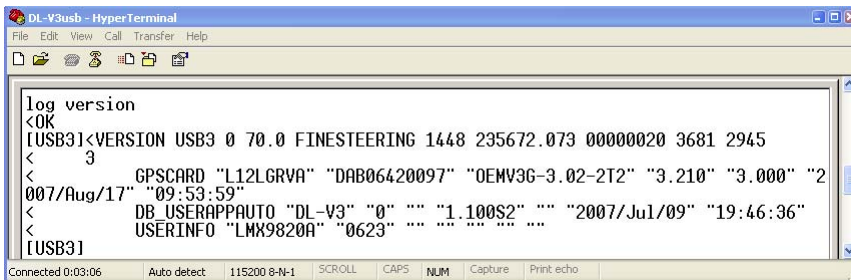 DL-V3usb - HyperTerminal
File Edit View Call Transfer Help
log version
<OK
[USB3]<VERSION USB3 0 70.0 FINESTEERING 1448 235672.073 00000020 3681 2945
< 3
< GPSCARD "L12LGRVA" "DAB06420097" "OEMV3G-3.02-2T2" "3.210" "3.000" "2
007/Aug/17" "09:53:59"
< DB_USERAPPAUTO "DL-V3" "0" "" "1.100S2" "" "2007/Jul/09" "19:46:36"
< USERINFO "LMX9820A" "0623" "" "" "" "" ""
[USB3]
Connected 0:03:06 Auto detect 115200 8-N-1 SCROLL CAPS NUM Capture Print echo